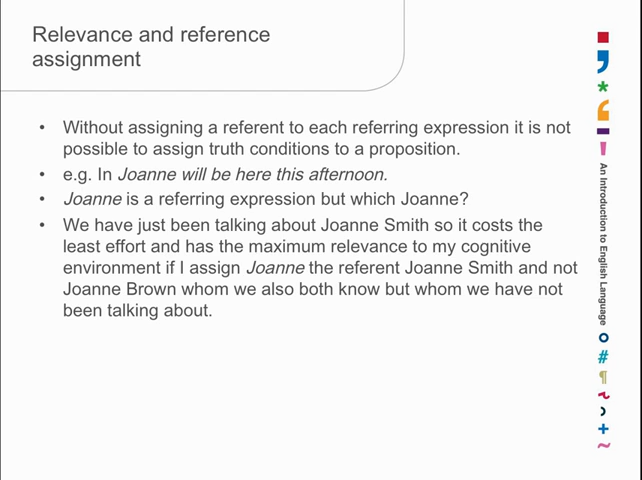 Relevance and reference
assignment
• Without assigning a referent to each referring expression it is not
possible to assign truth conditions to a proposition.
• e.g. In Joanne will be here this afternoon.
• Joanne is a referring expression but which Joanne?
• We have just been talking about Joanne Smith so it costs the
least effort and has the maximum relevance to my cognitive
environment if I assign Joanne the referent Joanne Smith and not
Joanne Brown whom we also both know but whom we have not
been talking about.
An Introduction to English Language